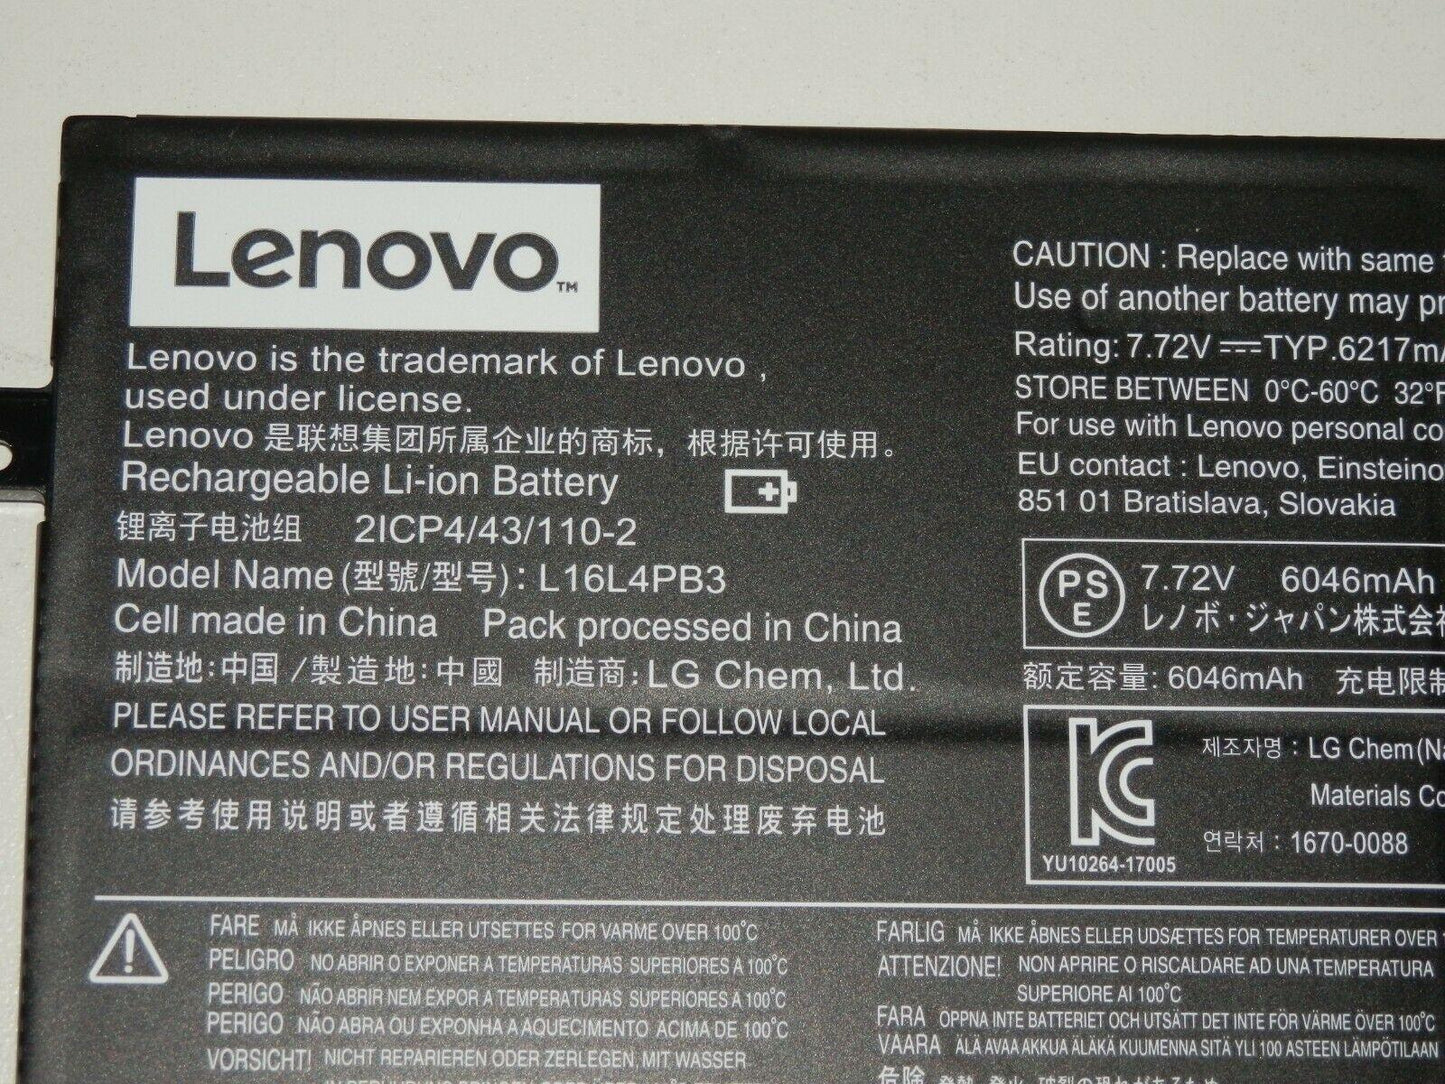 Lenovo™
Lenovo is the trademark of Lenovo ,
used under license.
Lenovo 是联想集团所属企业的商标，根据许可使用。
Rechargeable Li-ion Battery
锂离子电池组 2ICP4/43/110-2
Model Name (型號/型号) : L16L4PB3
Cell made in China Pack processed in China
制造地:中国 /製造地:中國 制造商: LG Chem, Ltd.
PLEASE REFER TO USER MANUAL OR FOLLOW LOCAL
ORDINANCES AND/OR REGULATIONS FOR DISPOSAL
请参考使用说明或者遵循相关法律规定处理废弃电池
CAUTION : Replace with same
Use of another battery may
Rating: 7.72V TYP.6217mA
STORE BETWEEN 0°C-60°C 32°F
For use with Lenovo personal
EU contact : Lenovo, Einsteino
851 01 Bratislava, Slovakia
PS
E
7.72V 6046mAh
レノボ・ジャパン株式会社
额定容量: 6046mAh 充电限制
KC
YU10264-17005
제조자명 : LG Chem
Materials
연락처 : 1670-0088
FARE MÅ IKKE ÅPNES ELLER UTSETTES FOR VARME OVER 100°C
PELIGRO NO ABRIR O EXPONER A TEMPERATURAS SUPERIORES A 100°C
PERIGO NÃO ABRIR NEM EXPOR A TEMPERATURAS SUPERIORES À 100°C
PERIGO NÃO ABRA OU EXPONHA A AQUECIMENTO ACIMA DE 100°C
VORSICHT! NICHT REPARIEREN ODER ZERLEGEN, MIT WASSER
FARLIG MÅ IKKE ÅBNES ELLER UDSÆTTES FOR TEMPERATURER OVER
ATTENZIONE! NON APRIRE O RISCALDARE AD UNA TEMPERATURA
SUPERIORE AI 100°C
FARA ÖPPNA INTE BATTERIET OCH UTSÄTT DET INTE FÖR VÄRME ÖVER 100°C
VAARA ÄLÄ AVAA AKKUA ÄLÄKÄ KUUMENNA SITÄ YLI 100 ASTEEN LÄMPÖTILAAN
危険